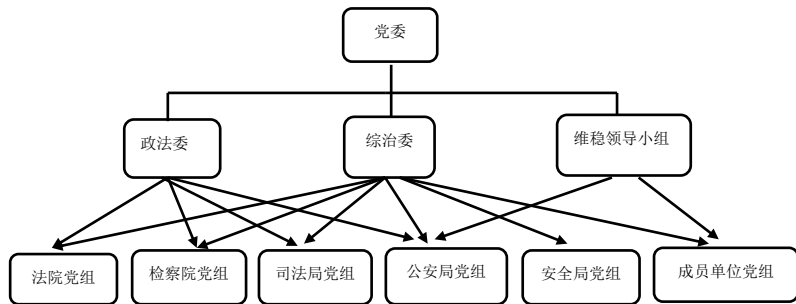 党委
政法委
综治委
维稳领导小组
法院党组
检察院党组
司法局党组
公安局党组
安全局党组
成员单位党组